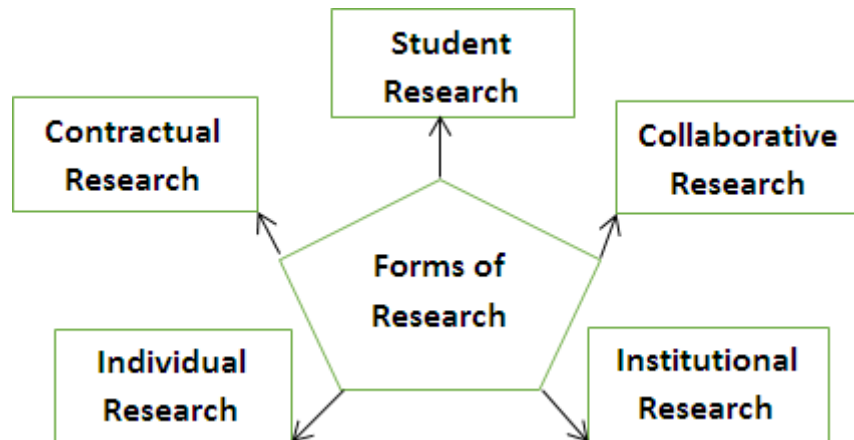 Student
Research
Contractual
Research
Collaborative
Research
Forms of
Research
Individual
Research
Institutional
Research